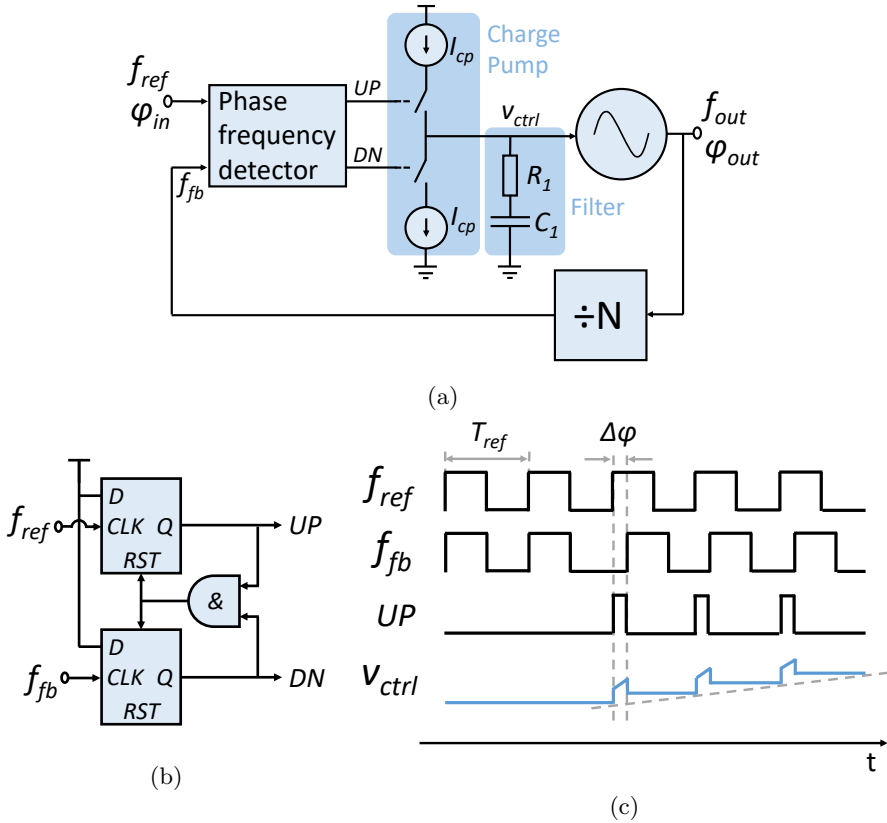 Charge
Pump
I_cp
f_ref
φ_in
Phase
frequency
detector
UP
DN
f_fb
v_ctrl
f_out
φ_out
R_1
C_1
Filter
I_cp
÷N
(a)
D
f_ref
CLK Q
RST
UP
&
D
f_fb
CLK Q
RST
DN
(b)
T_ref
Δφ
f_ref
f_fb
UP
v_ctrl
t
(c)